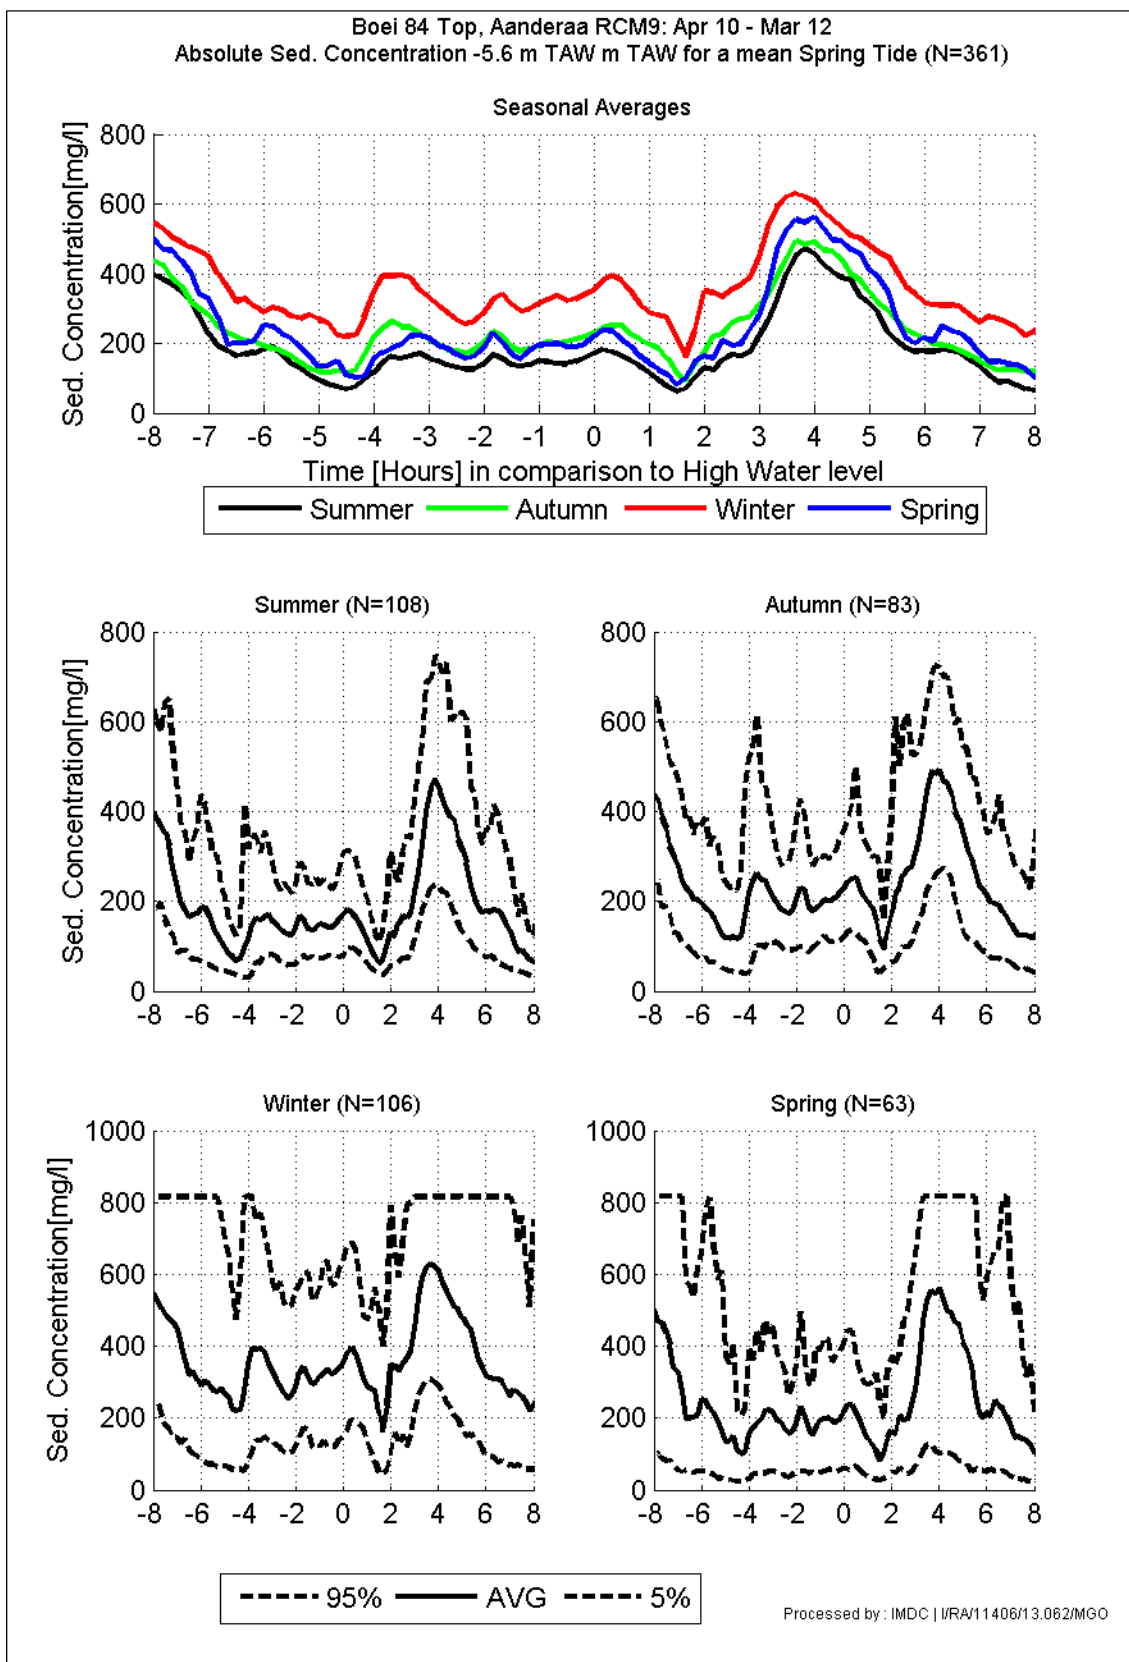 Boei 84 Top, Aanderaa RCM9: Apr 10 - Mar 12
Absolute Sed. Concentration -5.6 m TAW m TAW for a mean Spring Tide (N=361)
Seasonal Averages
Sed. Concentration[mg/l]
800
600
400
200
0
-8 -7 -6 -5 -4 -3 -2 -1 0 1 2 3 4 5 6 7 8
Time [Hours] in comparison to High Water level
Summer Autumn Winter Spring
Summer (N=108)
Sed. Concentration[mg/l]
800
600
400
200
0
-8 -6 -4 -2 0 2 4 6 8
Autumn (N=83)
800
600
400
200
0
-8 -6 -4 -2 0 2 4 6 8
Winter (N=106)
Sed. Concentration[mg/l]
1000
800
600
400
200
0
-8 -6 -4 -2 0 2 4 6 8
Spring (N=63)
1000
800
600
400
200
0
-8 -6 -4 -2 0 2 4 6 8
95% AVG 5%
Processed by : IMDC | I/RA/11406/13.062/MGO